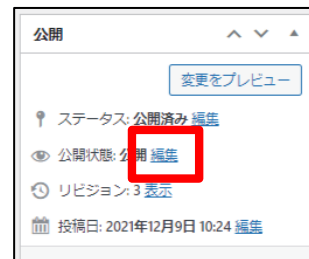 公開
変更をプレビュー
ステータス: 公開済み 編集
公開状態: 公開 編集
リビジョン: 3 表示
投稿日: 2021年12月9日 10:24 編集